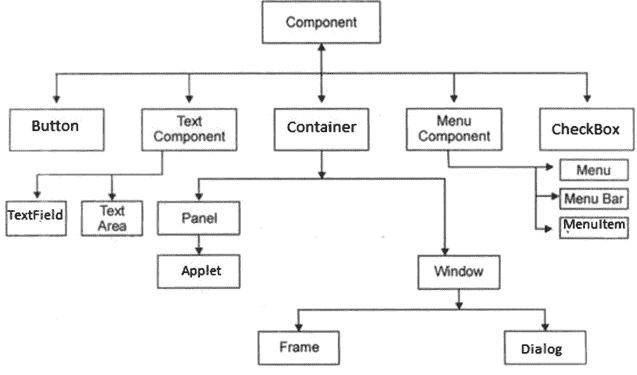 Component
Button
Text
Component
Container
Menu
Component
CheckBox
Menu
Menu Bar
MenuItem
TextField
Text
Area
Panel
Applet
Window
Frame
Dialog